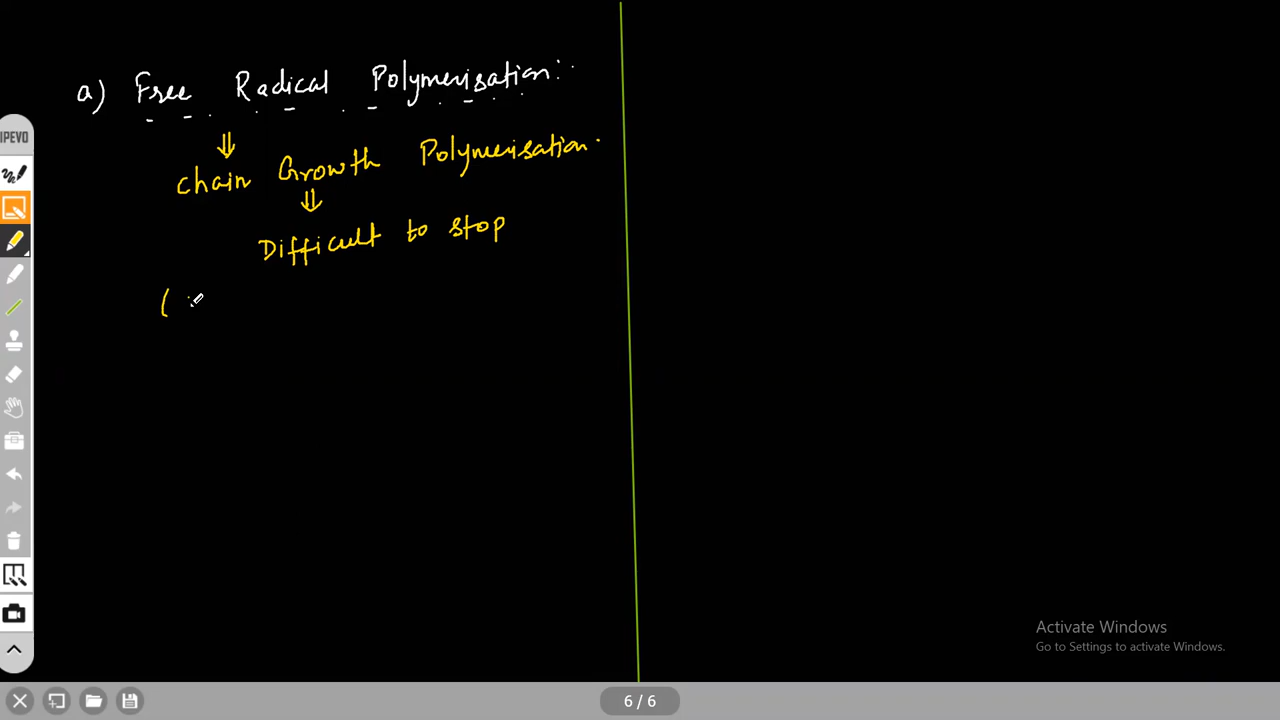 a) Free Radical Polymerisation:
⇓
chain Growth Polymerisation.
⇓
Difficult to stop
(
IPEVO
Activate Windows
Go to Settings to activate Windows.
6 / 6